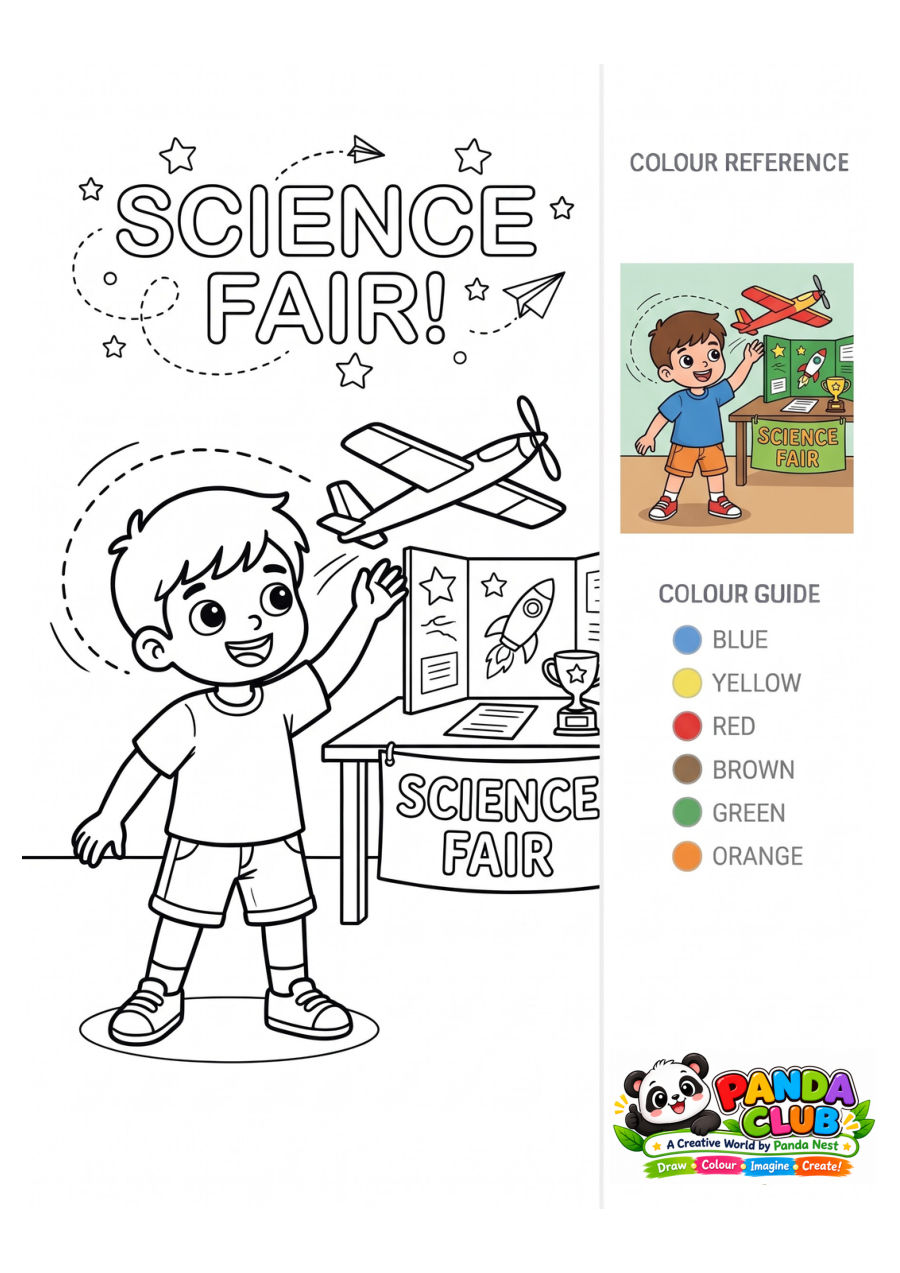 SCIENCE
FAIR!
SCIENCE
FAIR
COLOUR REFERENCE
SCIENCE
FAIR
COLOUR GUIDE
BLUE
YELLOW
RED
BROWN
GREEN
ORANGE
PANDA
CLUB
A Creative World by Panda Nest
Draw • Colour • Imagine • Create!